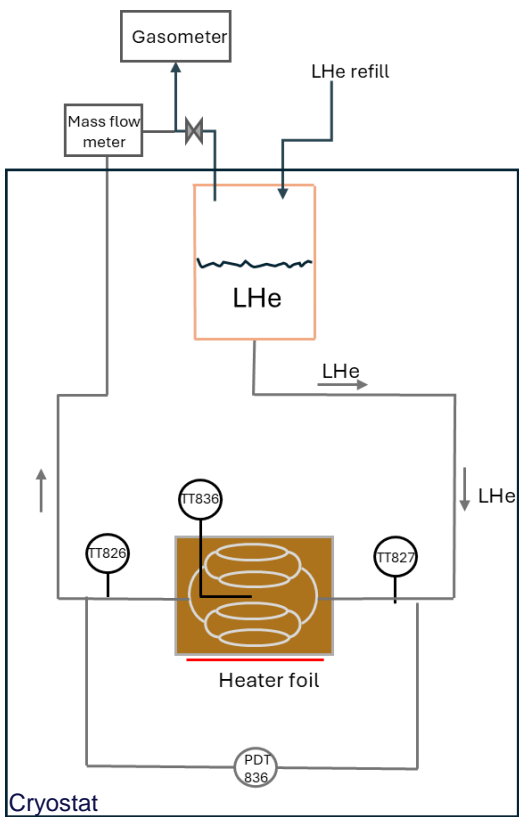 Gasometer
LHe refill
Mass flow
meter
LHe
LHe
LHe
TT836
TT826
TT827
Heater foil
PDT
836
Cryostat